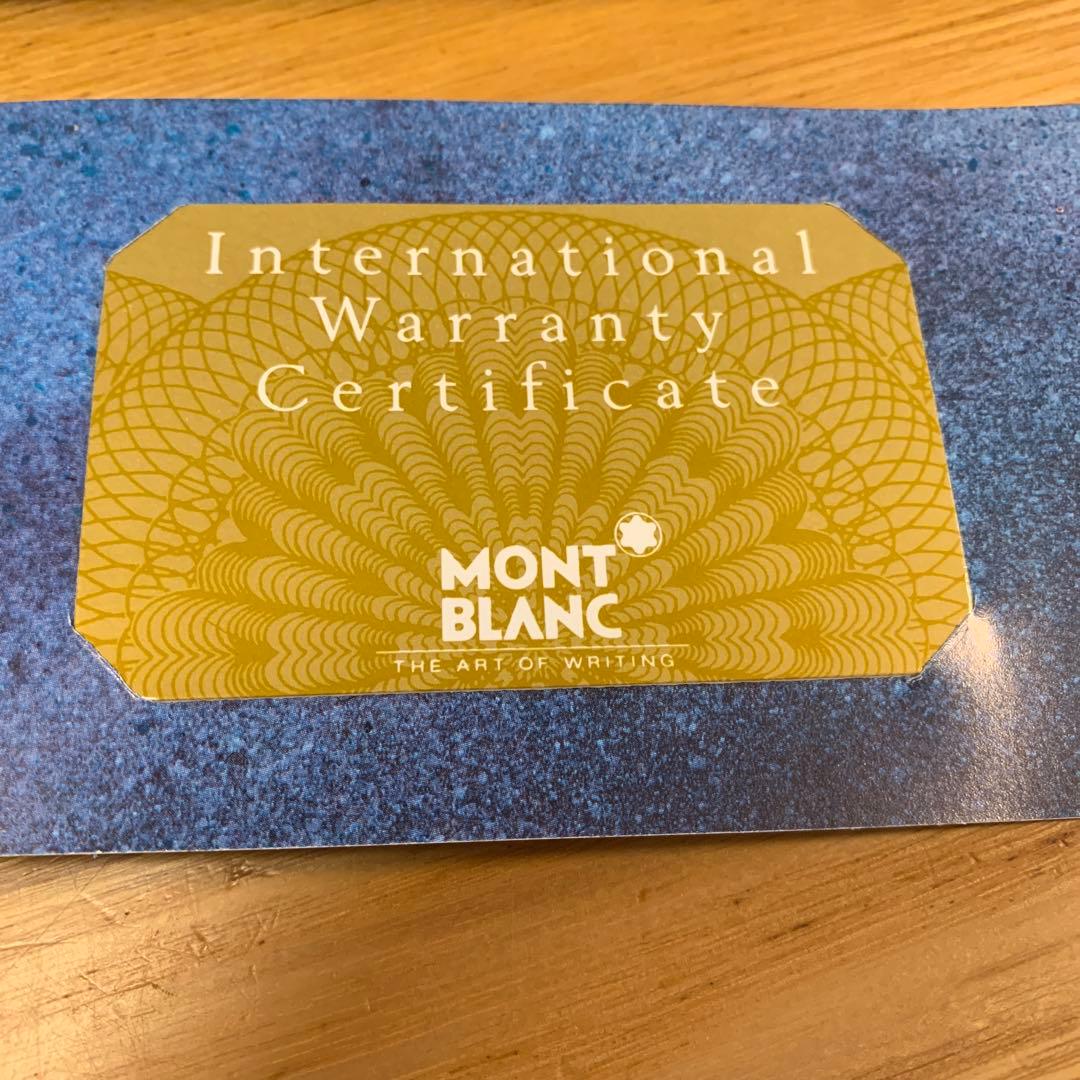 International
Warranty
Certificate
MONT
BLANC
THE ART OF WRITING